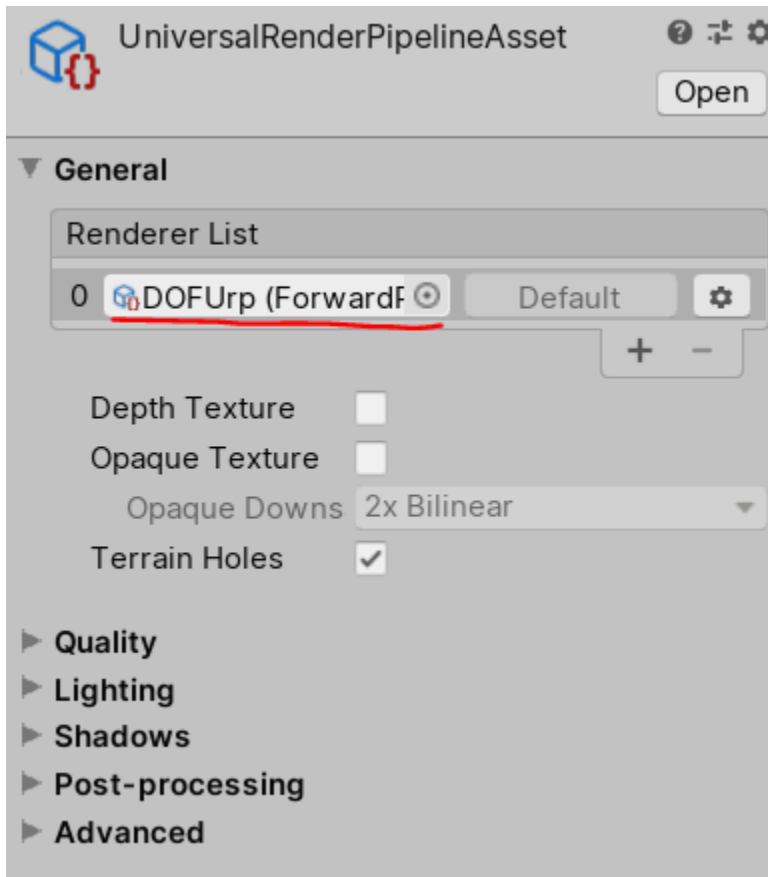 UniversalRenderPipelineAsset
Open
General
Renderer List
0 DOFUrp (ForwardF Default
Depth Texture
Opaque Texture
Opaque Downs 2x Bilinear
Terrain Holes
Quality
Lighting
Shadows
Post-processing
Advanced